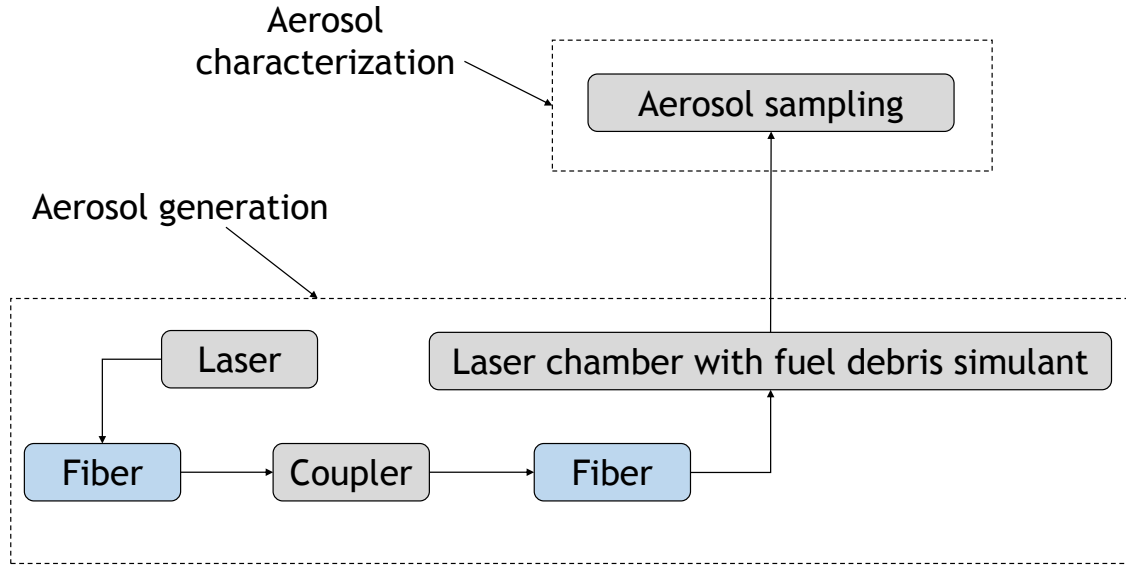 Aerosol
characterization
Aerosol sampling
Aerosol generation
Laser
Laser chamber with fuel debris simulant
Fiber
Coupler
Fiber